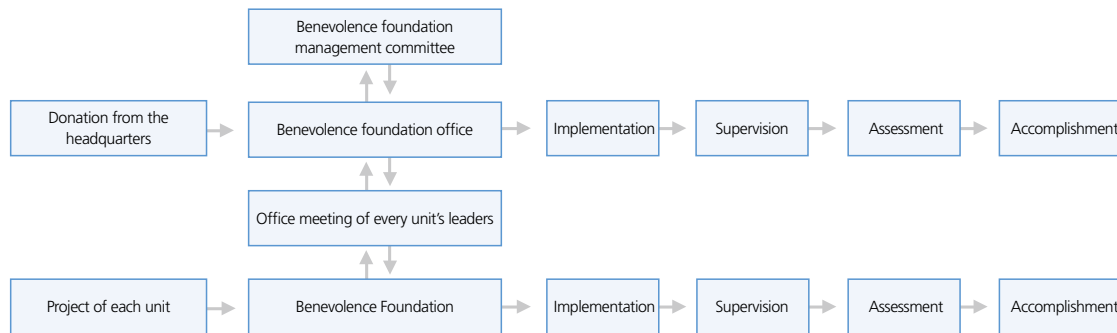 Benevolence foundation
management committee
Donation from the
headquarters
Benevolence foundation office
Implementation
Supervision
Assessment
Accomplishment
Office meeting of every unit's leaders
Project of each unit
Benevolence Foundation
Implementation
Supervision
Assessment
Accomplishment